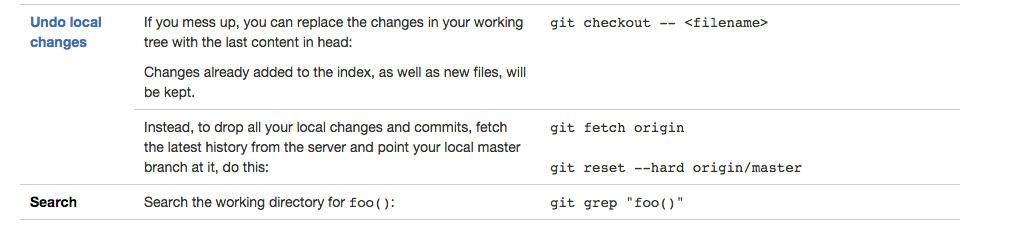 Undo local
changes
If you mess up, you can replace the changes in your working
tree with the last content in head:
git checkout -- <filename>
Changes already added to the index, as well as new files, will
be kept.
Instead, to drop all your local changes and commits, fetch
the latest history from the server and point your local master
branch at it, do this:
git fetch origin
git reset --hard origin/master
Search
Search the working directory for foo():
git grep "foo()"